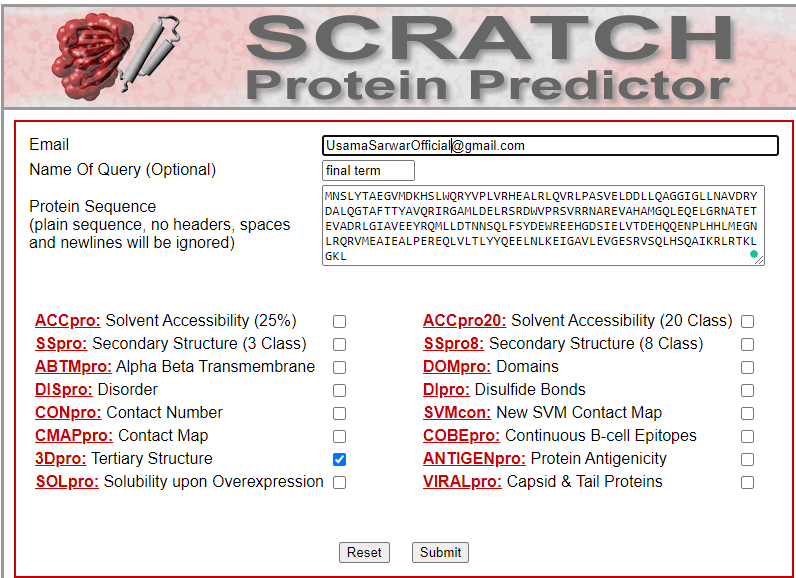 SCRATCH
Protein Predictor
Email UsamaSarwarOfficial@gmail.com
Name Of Query (Optional) final term
Protein Sequence
(plain sequence, no headers, spaces
and newlines will be ignored)
MNSLYTAEGVMDKHSLWQRYVPLVRHEALRLQVRLPASVELDDLLQAGGIGLLNAVDRY
DALQGTAFTTYAVQRIRGAMLDELRSRDWVPRSVRRNAREVAHAMGQLEQELGRNATET
EVADRLGIAVEEYRQMLLDTNNSQLFSYDEWREEHGDSIELVTDEHQQENPLHHLMEGN
LRQRVMEAIEALPEREQLVLTLYYQEELNLKEIGAVLEVGESRVSQLHSQAIKRLRTKL
GKL
ACCpro: Solvent Accessibility (25%) ACCpro20: Solvent Accessibility (20 Class)
SSpro: Secondary Structure (3 Class) SSpro8: Secondary Structure (8 Class)
ABTMpro: Alpha Beta Transmembrane DOMpro: Domains
DISpro: Disorder DIpro: Disulfide Bonds
CONpro: Contact Number SVMcon: New SVM Contact Map
CMAPpro: Contact Map COBEpro: Continuous B-cell Epitopes
3Dpro: Tertiary Structure ANTIGENpro: Protein Antigenicity
SOLpro: Solubility upon Overexpression VIRALpro: Capsid & Tail Proteins
Reset Submit